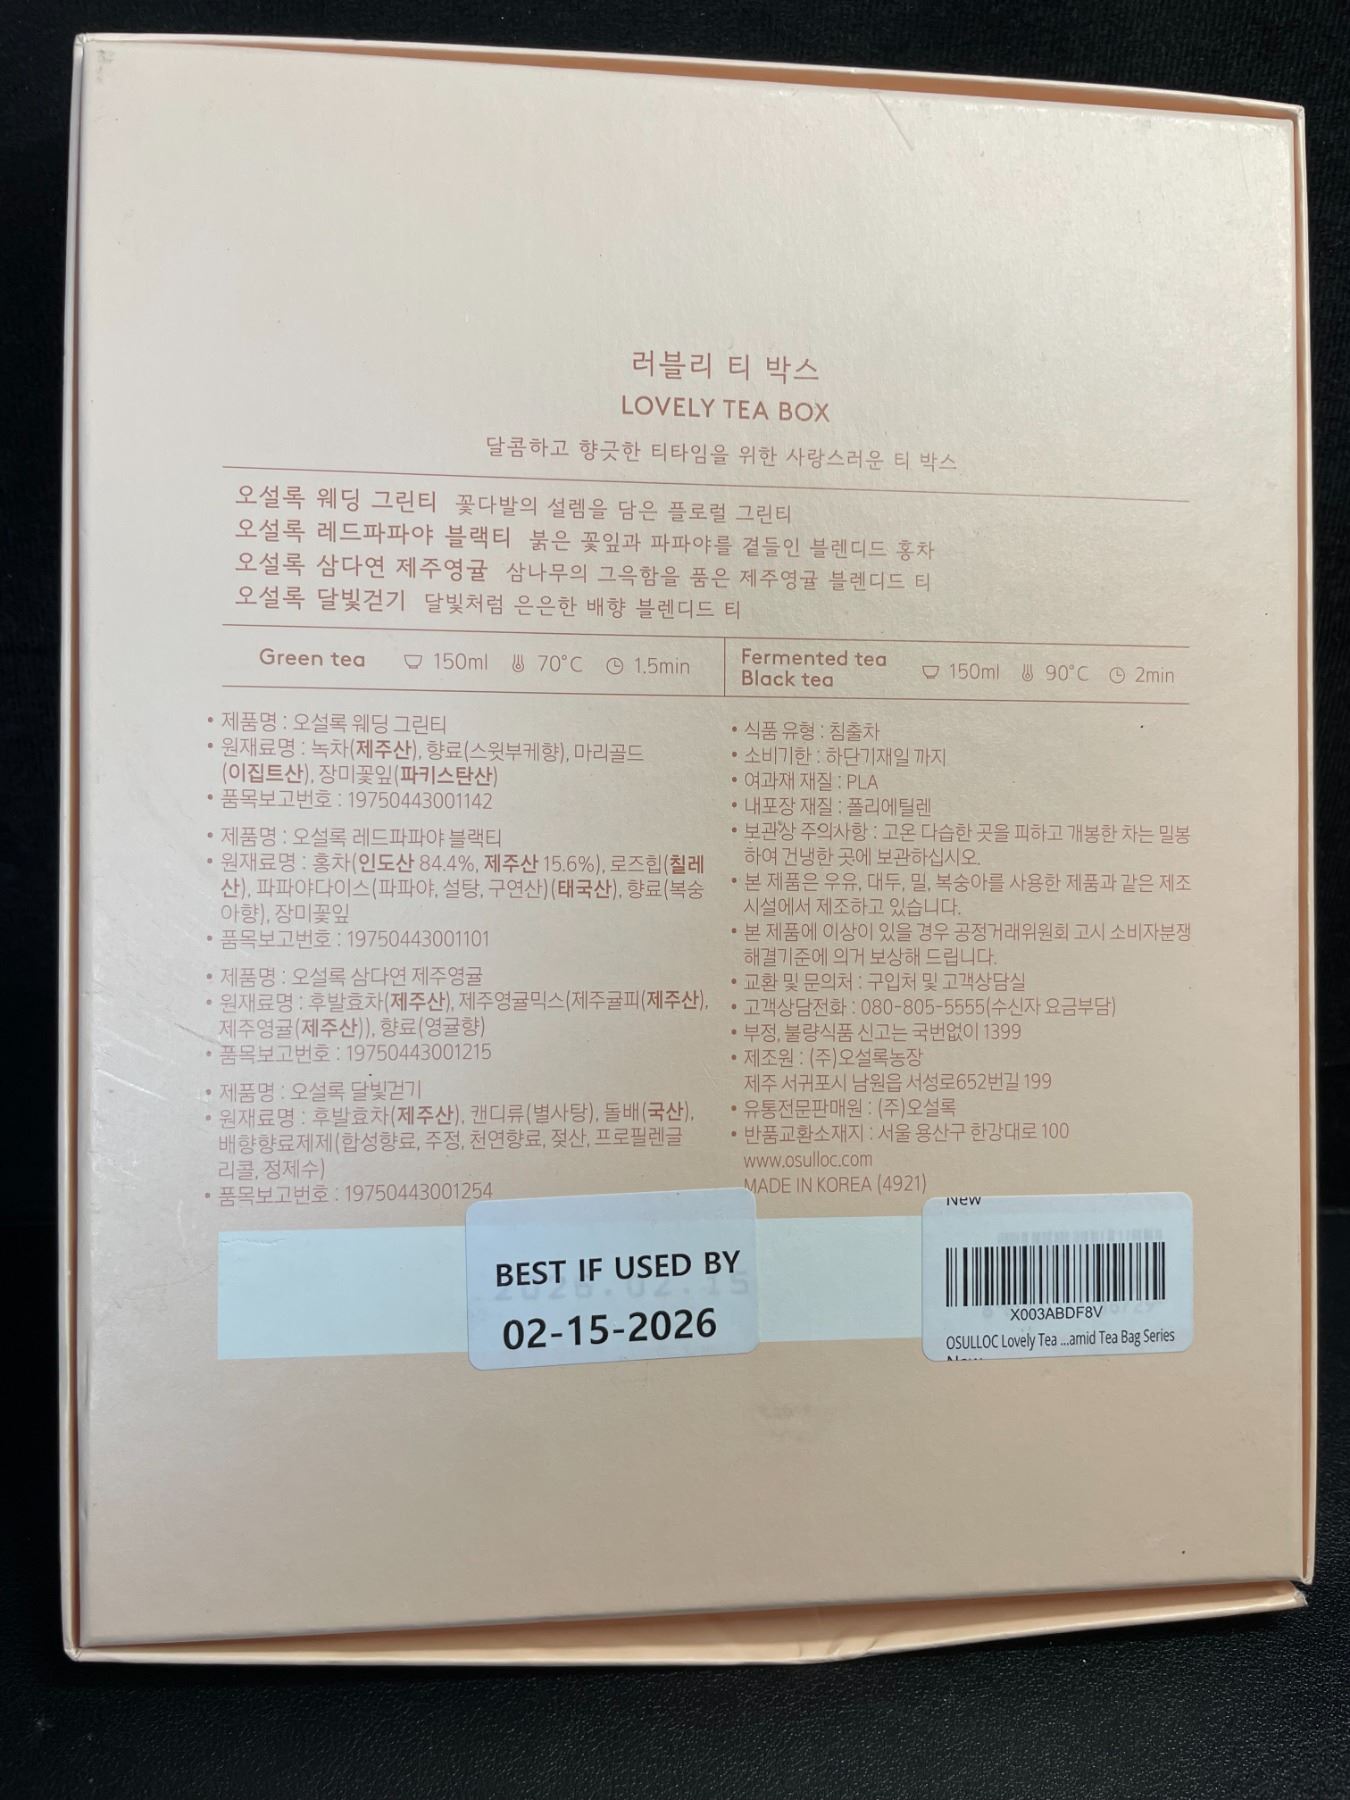 러블리 티 박스
LOVELY TEA BOX
달콤하고 향긋한 티타임을 위한 사랑스러운 티 박스
오설록 웨딩 그린티 꽃다발의 설렘을 담은 플로럴 그린티
오설록 레드파파야 블랙티 붉은 꽃잎과 파파야를 곁들인 블렌디드 홍차
오설록 삼다연 제주영귤 삼나무의 그윽함을 품은 제주영귤 블렌디드 티
오설록 달빛걷기 달빛처럼 은은한 배향 블렌디드 티
Green tea 150ml 70°C 1.5min
Fermented tea
Black tea 150ml 90°C 2min
• 제품명 : 오설록 웨딩 그린티
• 원재료명 : 녹차(제주산), 향료(스윗부케향), 마리골드
(이집트산), 장미꽃잎(파키스탄산)
• 품목보고번호 : 19750443001142
• 제품명 : 오설록 레드파파야 블랙티
• 원재료명 : 홍차(인도산 84.4%, 제주산 15.6%), 로즈힙(칠레
산), 파파야다이스(파파야, 설탕, 구연산)(태국산), 향료(복숭
아향), 장미꽃잎
• 품목보고번호 : 19750443001101
• 제품명 : 오설록 삼다연 제주영귤
• 원재료명 : 후발효차(제주산), 제주영귤믹스(제주귤피(제주산),
제주영귤(제주산)), 향료(영귤향)
• 품목보고번호 : 19750443001215
• 제품명 : 오설록 달빛걷기
• 원재료명 : 후발효차(제주산), 캔디류(별사탕), 돌배(국산),
배향향료제제(합성향료, 주정, 천연향료, 젖산, 프로필렌글
리콜, 정제수)
• 품목보고번호 : 19750443001254
• 식품 유형 : 침출차
• 소비기한 : 하단기재일 까지
• 여과재 재질 : PLA
• 내포장 재질 : 폴리에틸렌
• 보관상 주의사항 : 고온 다습한 곳을 피하고 개봉한 차는 밀봉
하여 건냉한 곳에 보관하십시오.
• 본 제품은 우유, 대두, 밀, 복숭아를 사용한 제품과 같은 제조
시설에서 제조하고 있습니다.
• 본 제품에 이상이 있을 경우 공정거래위원회 고시 소비자분쟁
해결기준에 의거 보상해 드립니다.
• 교환 및 문의처 : 구입처 및 고객상담실
• 고객상담전화 : 080-805-5555(수신자 요금부담)
• 부정, 불량식품 신고는 국번없이 1399
• 제조원 : (주)오설록농장
제주 서귀포시 남원읍 서성로652번길 199
• 유통전문판매원 : (주)오설록
• 반품교환소재지 : 서울 용산구 한강대로 100
www.osulloc.com
MADE IN KOREA (4921)
BEST IF USED BY
02-15-2026
2026.02.15
New
X003ABDF8V
OSULLOC Lovely Tea ...amid Tea Bag Series
New